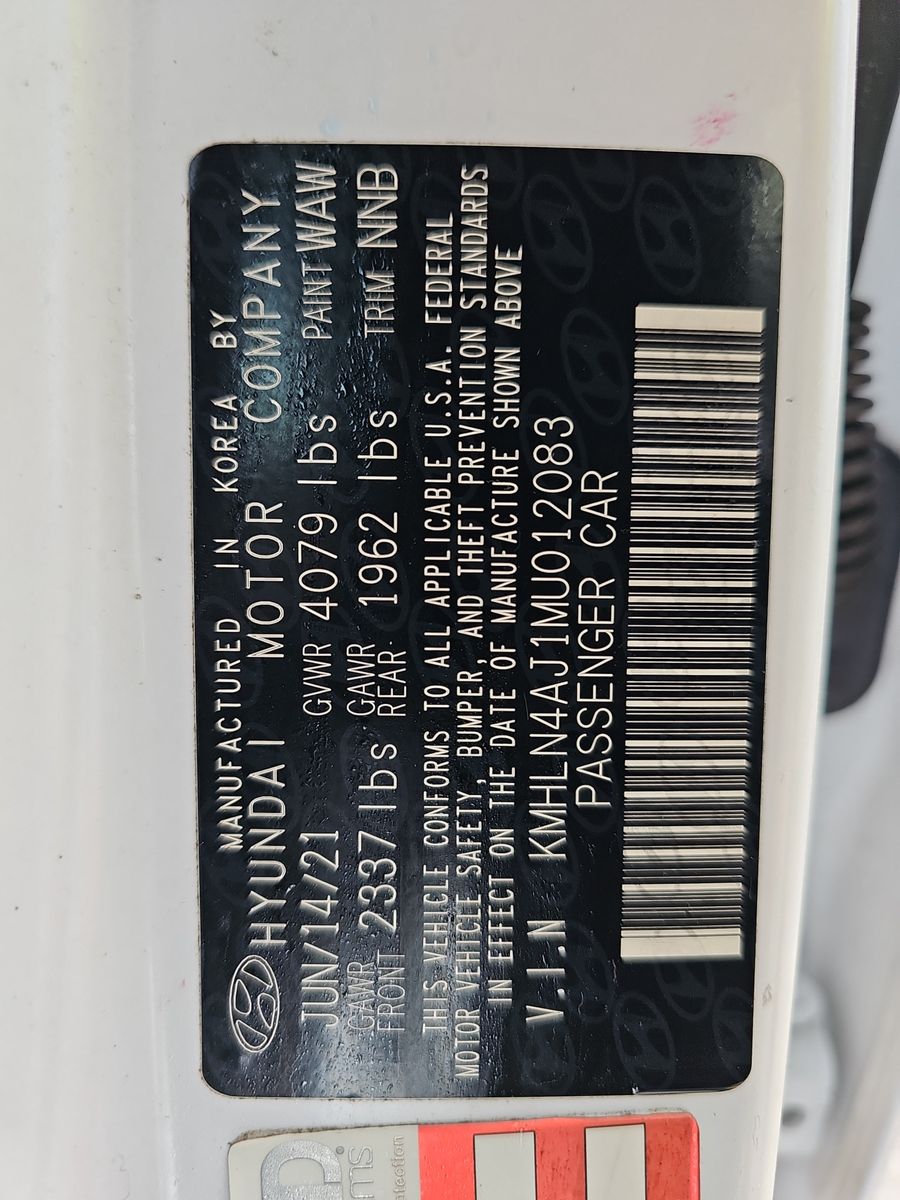 MANUFACTURED IN KOREA BY
HYUNDAI MOTOR COMPANY
JUN/14/21 GVWR 4079 lbs PAINT WAW
GAWR FRONT 2337 lbs GAWR REAR 1962 lbs TRIM NNB
THIS VEHICLE CONFORMS TO ALL APPLICABLE U.S.A. FEDERAL
MOTOR VEHICLE SAFETY, BUMPER, AND THEFT PREVENTION STANDARDS
IN EFFECT ON THE DATE OF MANUFACTURE SHOWN ABOVE
V.I.N KMHLN4AJ1MU012083
PASSENGER CAR